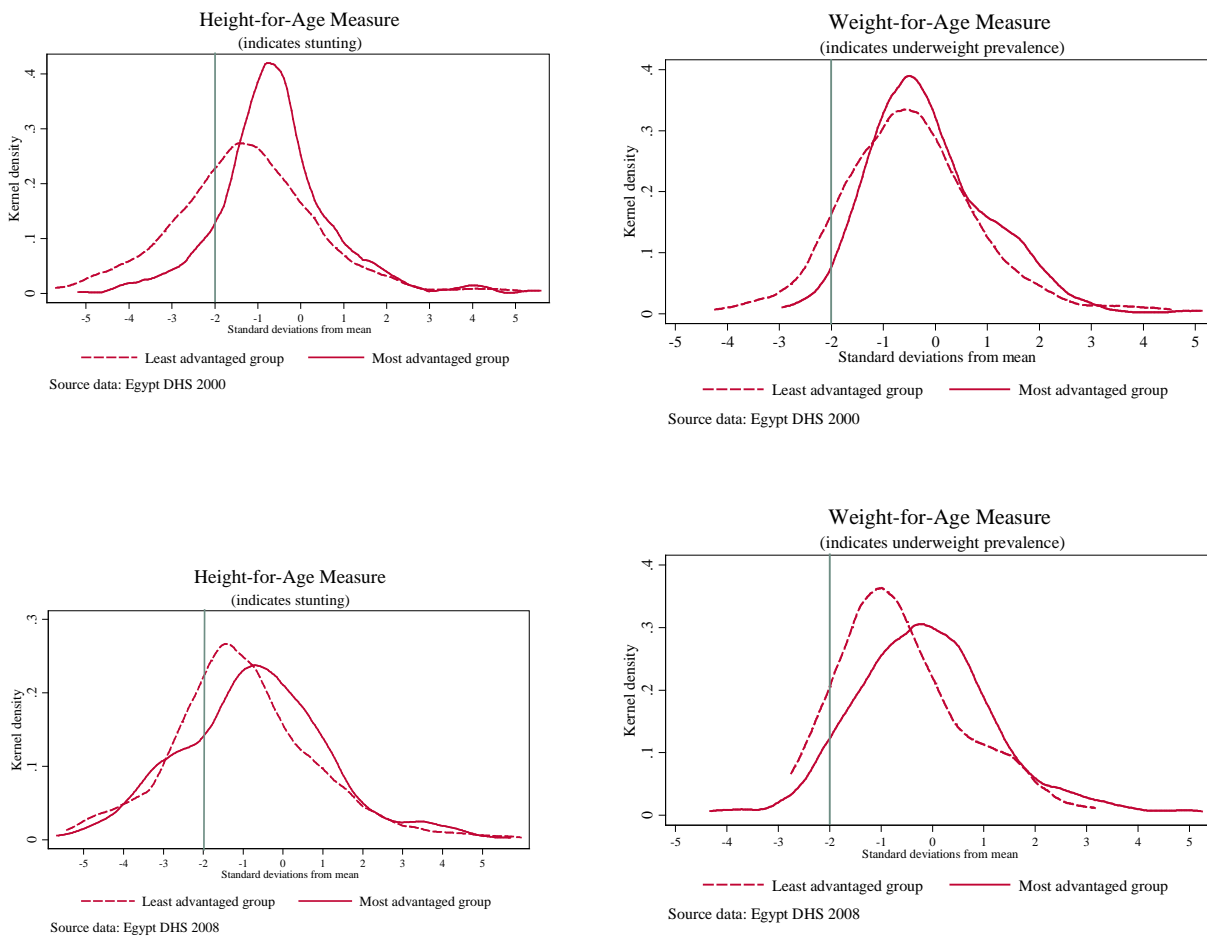 Height-for-Age Measure
(indicates stunting)
Kernel density
0 .1 .2 .3 .4
-5 -4 -3 -2 -1 0 1 2 3 4 5
Standard deviations from mean
Least advantaged group Most advantaged group
Source data: Egypt DHS 2000
Weight-for-Age Measure
(indicates underweight prevalence)
Kernel density
0 .1 .2 .3 .4
-5 -4 -3 -2 -1 0 1 2 3 4 5
Standard deviations from mean
Least advantaged group Most advantaged group
Source data: Egypt DHS 2000
Height-for-Age Measure
(indicates stunting)
Kernel density
0 .1 .2 .3
-5 -4 -3 -2 -1 0 1 2 3 4 5
Standard deviations from mean
Least advantaged group Most advantaged group
Source data: Egypt DHS 2008
Weight-for-Age Measure
(indicates underweight prevalence)
Kernel density
0 .1 .2 .3 .4
-5 -4 -3 -2 -1 0 1 2 3 4 5
Standard deviations from mean
Least advantaged group Most advantaged group
Source data: Egypt DHS 2008